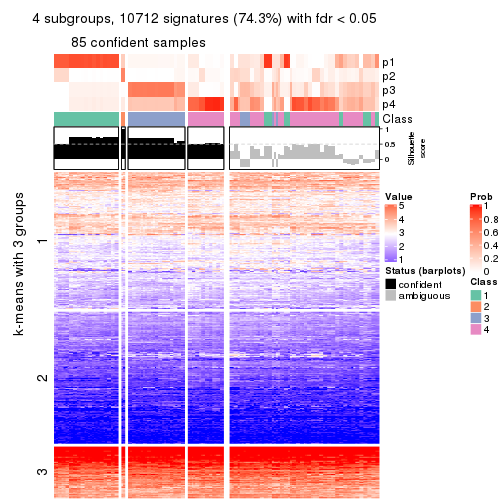 4 subgroups, 10712 signatures (74.3%) with fdr < 0.05
85 confident samples
p1
p2
p3
p4
Class
1
0.5
0
Silhouette
score
k-means with 3 groups
1
2
3
Value
5
4
3
2
1
Status (barplots)
confident
ambiguous
Prob
1
0.8
0.6
0.4
0.2
0
Class
1
2
3
4